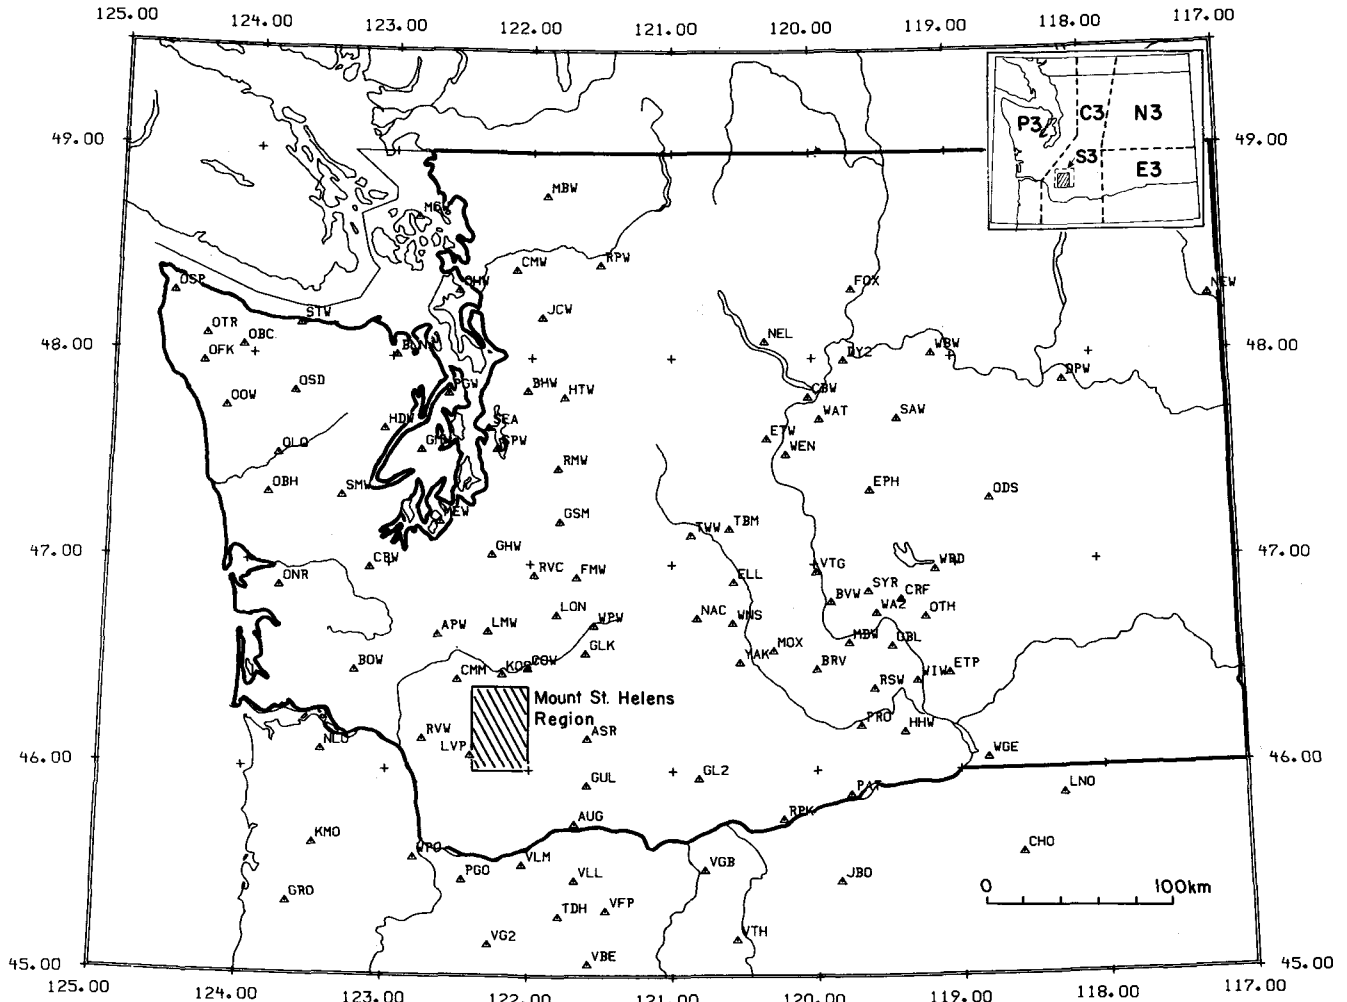 125.00 124.00 123.00 122.00 121.00 120.00 119.00 118.00 117.00
P3 C3 N3
S3
E3
49.00 49.00
MBW
CMW RPW
OSP OHW FOX NEW
STW JCW
OTR OBC NEL
OFK DY2 WBW
48.00 48.00
OSD PGW BHW HTW CBW DPW
OOW WAT SAW
HDW SEA
OLQ SPW ETW WEN
RMW
OBH SMW EPH ODS
MEW GSM TWW TBM
47.00 47.00
CBW GHW RVC FMW VTG WRD
ONR ELL SYR CRF
BVW WA2 OTH
APW LMW LON WPW NAC WNS
GLK MOX MBW GBL
BOW CMM KOS COW YAK BRV WIW ETP
RSW
Mount St. Helens
Region
RVW ASR PRO HHW
LVP
NLO WGE
46.00 46.00
GUL GL2 PAT LNO
AUG RPK
KMO CHO
WPO VLM
PGO VLL VGB JBO
0 100km
GRO TDH VFP
VG2 VTH
VBE
45.00 45.00
125.00 124.00 123.00 122.00 121.00 120.00 119.00 118.00 117.00